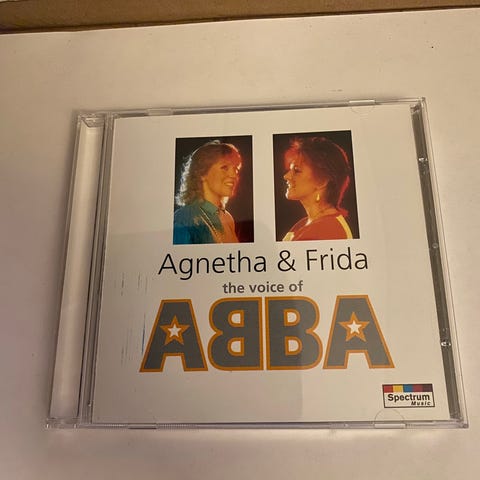 Agnetha & Frida
the voice of
ABBA
Spectrum
Music